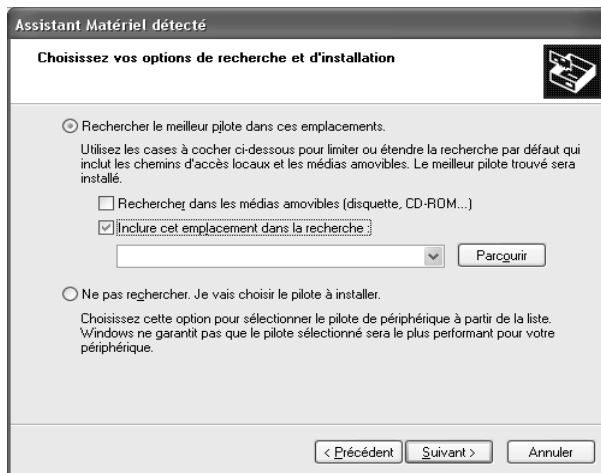 Assistant Matériel détecté
Choisissez vos options de recherche et d'installation
Rechercher le meilleur pilote dans ces emplacements.
Utilisez les cases à cocher ci-dessous pour limiter ou étendre la recherche par défaut qui
inclut les chemins d'accès locaux et les médias amovibles. Le meilleur pilote trouvé sera
installé.
Rechercher dans les médias amovibles (disquette, CD-ROM...)
Inclure cet emplacement dans la recherche :
Parcourir
Ne pas rechercher. Je vais choisir le pilote à installer.
Choisissez cette option pour sélectionner le pilote de périphérique à partir de la liste.
Windows ne garantit pas que le pilote sélectionné sera le plus performant pour votre
périphérique.
< Précédent Suivant > Annuler